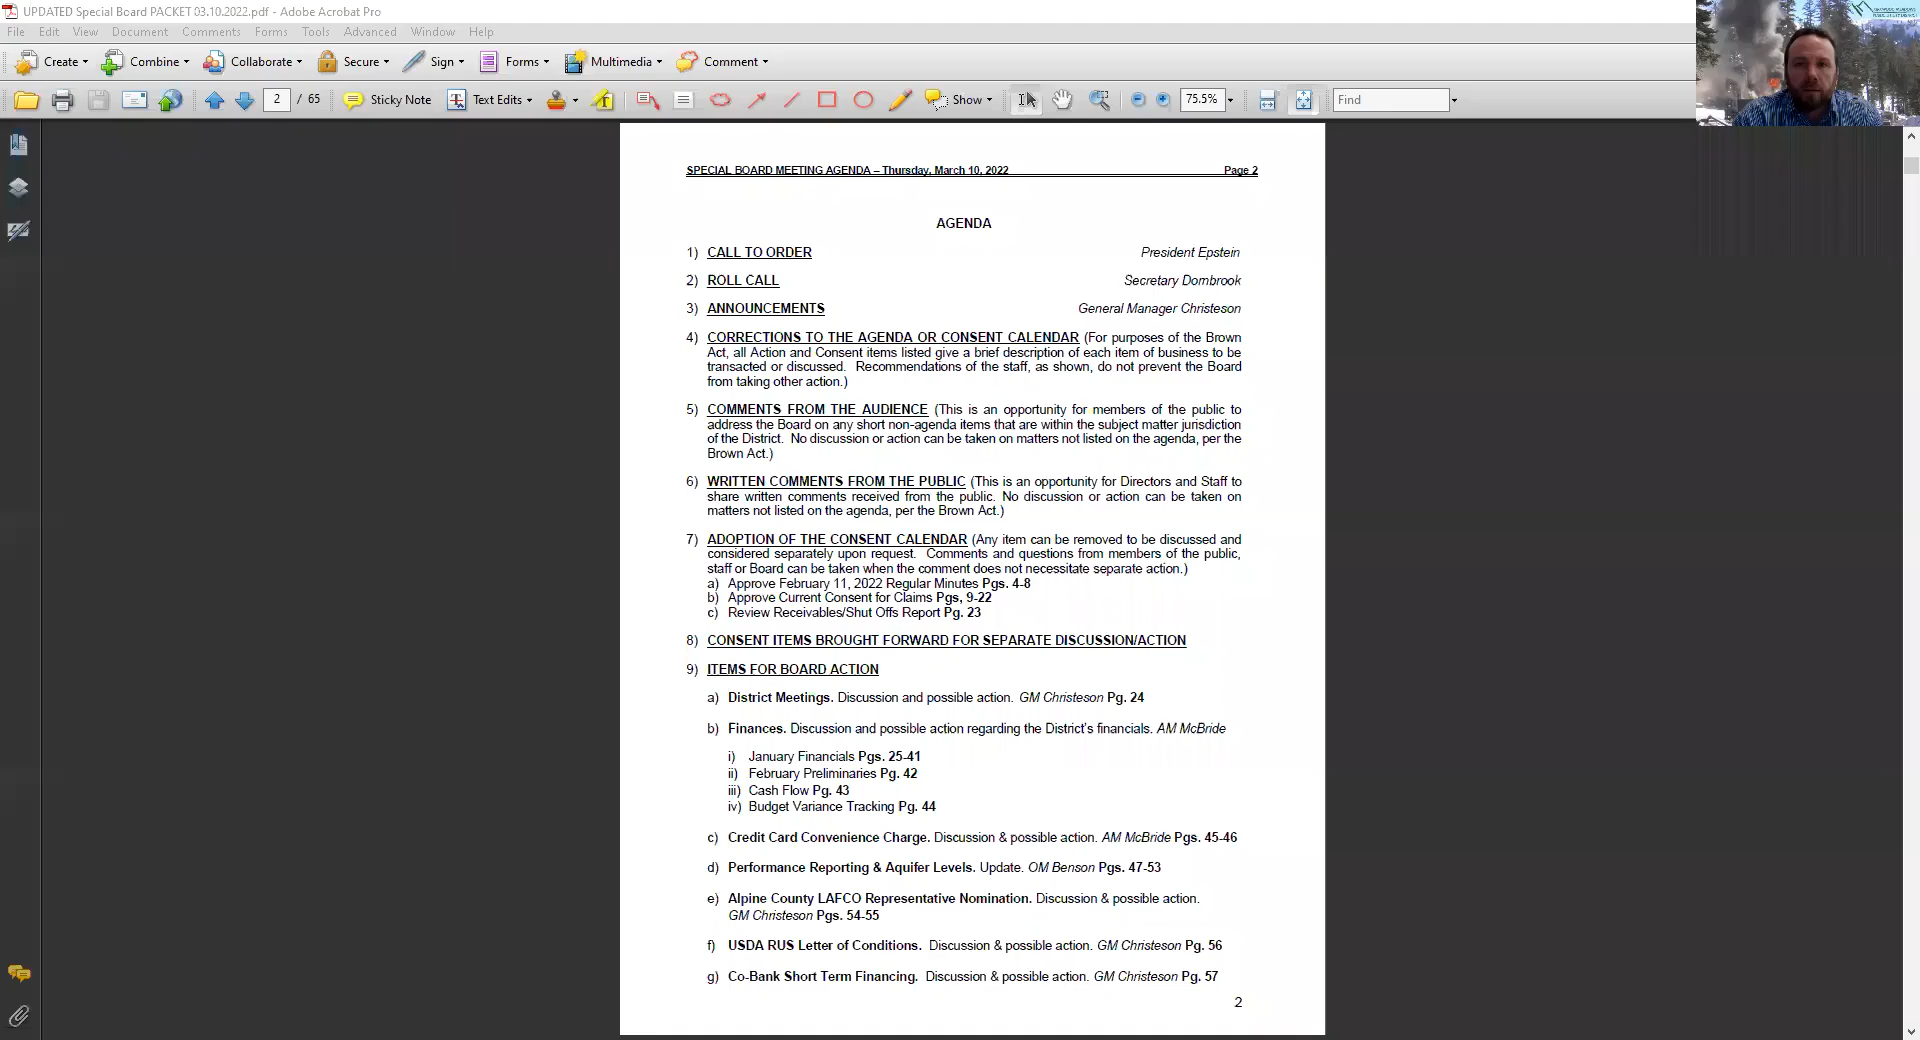 UPDATED Special Board PACKET 03.10.2022.pdf - Adobe Acrobat Pro
File Edit View Document Comments Forms Tools Advanced Window Help
Create Combine Collaborate Secure Sign Forms Multimedia Comment
2 / 65 Sticky Note Text Edits Show 75.5% Find
SPECIAL BOARD MEETING AGENDA – Thursday, March 10, 2022 Page 2
AGENDA
1) CALL TO ORDER President Epstein
2) ROLL CALL Secretary Dornbrook
3) ANNOUNCEMENTS General Manager Christeson
4) CORRECTIONS TO THE AGENDA OR CONSENT CALENDAR (For purposes of the Brown
Act, all Action and Consent items listed give a brief description of each item of business to be
transacted or discussed. Recommendations of the staff, as shown, do not prevent the Board
from taking other action.)
5) COMMENTS FROM THE AUDIENCE (This is an opportunity for members of the public to
address the Board on any short non-agenda items that are within the subject matter jurisdiction
of the District. No discussion or action can be taken on matters not listed on the agenda, per the
Brown Act.)
6) WRITTEN COMMENTS FROM THE PUBLIC (This is an opportunity for Directors and Staff to
share written comments received from the public. No discussion or action can be taken on
matters not listed on the agenda, per the Brown Act.)
7) ADOPTION OF THE CONSENT CALENDAR (Any item can be removed to be discussed and
considered separately upon request. Comments and questions from members of the public,
staff or Board can be taken when the comment does not necessitate separate action.)
a) Approve February 11, 2022 Regular Minutes Pgs. 4-8
b) Approve Current Consent for Claims Pgs, 9-22
c) Review Receivables/Shut Offs Report Pg. 23
8) CONSENT ITEMS BROUGHT FORWARD FOR SEPARATE DISCUSSION/ACTION
9) ITEMS FOR BOARD ACTION
a) District Meetings. Discussion and possible action. GM Christeson Pg. 24
b) Finances. Discussion and possible action regarding the District's financials. AM McBride
i) January Financials Pgs. 25-41
ii) February Preliminaries Pg. 42
iii) Cash Flow Pg. 43
iv) Budget Variance Tracking Pg. 44
c) Credit Card Convenience Charge. Discussion & possible action. AM McBride Pgs. 45-46
d) Performance Reporting & Aquifer Levels. Update. OM Benson Pgs. 47-53
e) Alpine County LAFCO Representative Nomination. Discussion & possible action.
GM Christeson Pgs. 54-55
f) USDA RUS Letter of Conditions. Discussion & possible action. GM Christeson Pg. 56
g) Co-Bank Short Term Financing. Discussion & possible action. GM Christeson Pg. 57
2